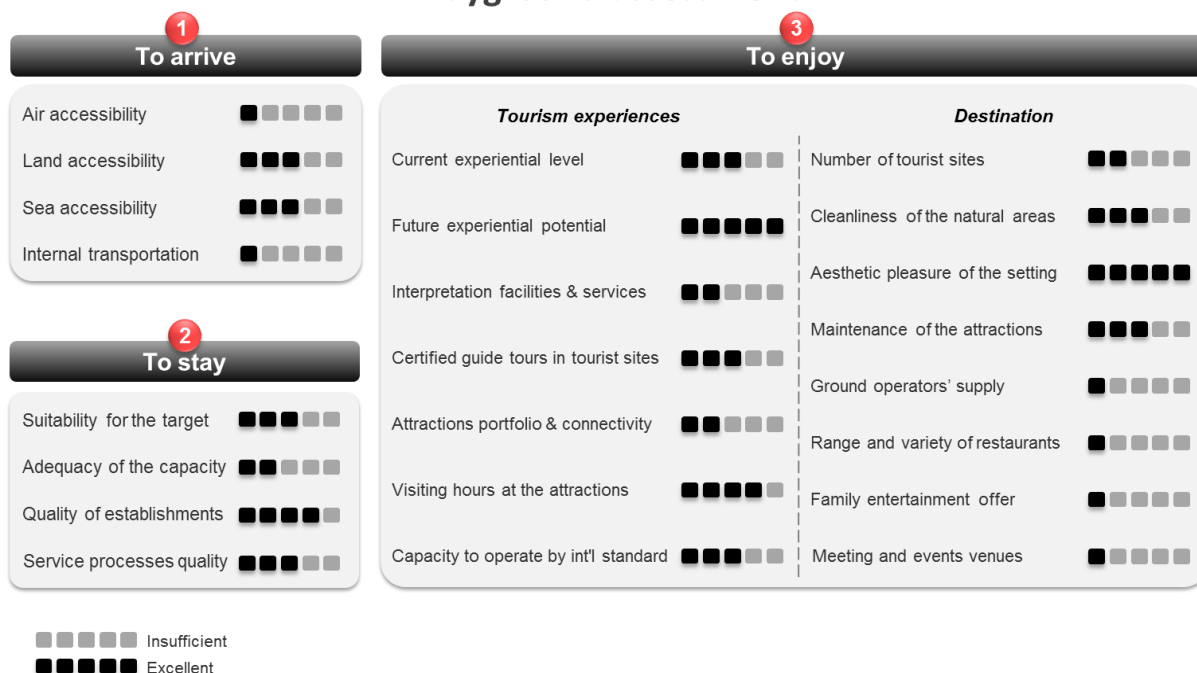 1
To arrive
Air accessibility
Land accessibility
Sea accessibility
Internal transportation
2
To stay
Suitability for the target
Adequacy of the capacity
Quality of establishments
Service processes quality
3
To enjoy
Tourism experiences
Current experiential level
Future experiential potential
Interpretation facilities & services
Certified guide tours in tourist sites
Attractions portfolio & connectivity
Visiting hours at the attractions
Capacity to operate by int'l standard
Destination
Number of tourist sites
Cleanliness of the natural areas
Aesthetic pleasure of the setting
Maintenance of the attractions
Ground operators' supply
Range and variety of restaurants
Family entertainment offer
Meeting and events venues
Insufficient
Excellent